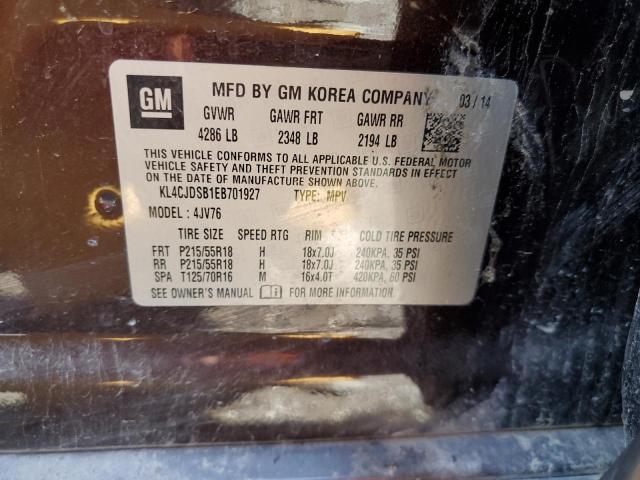 GM
MFD BY GM KOREA COMPANY 03 / 14
GVWR GAWR FRT GAWR RR
4286 LB 2348 LB 2194 LB
THIS VEHICLE CONFORMS TO ALL APPLICABLE U.S. FEDERAL MOTOR
VEHICLE SAFETY AND THEFT PREVENTION STANDARDS IN EFFECT
ON THE DATE OF MANUFACTURE SHOWN ABOVE.
KL4CJDSB1EB701927 TYPE: MPV
MODEL : 4JV76
TIRE SIZE SPEED RTG RIM COLD TIRE PRESSURE
FRT P215/55R18 H 18x7.0J 240KPA, 35 PSI
RR P215/55R18 H 18x7.0J 240KPA, 35 PSI
SPA T125/70R16 M 16x4.0T 420KPA, 60 PSI
SEE OWNER'S MANUAL FOR MORE INFORMATION